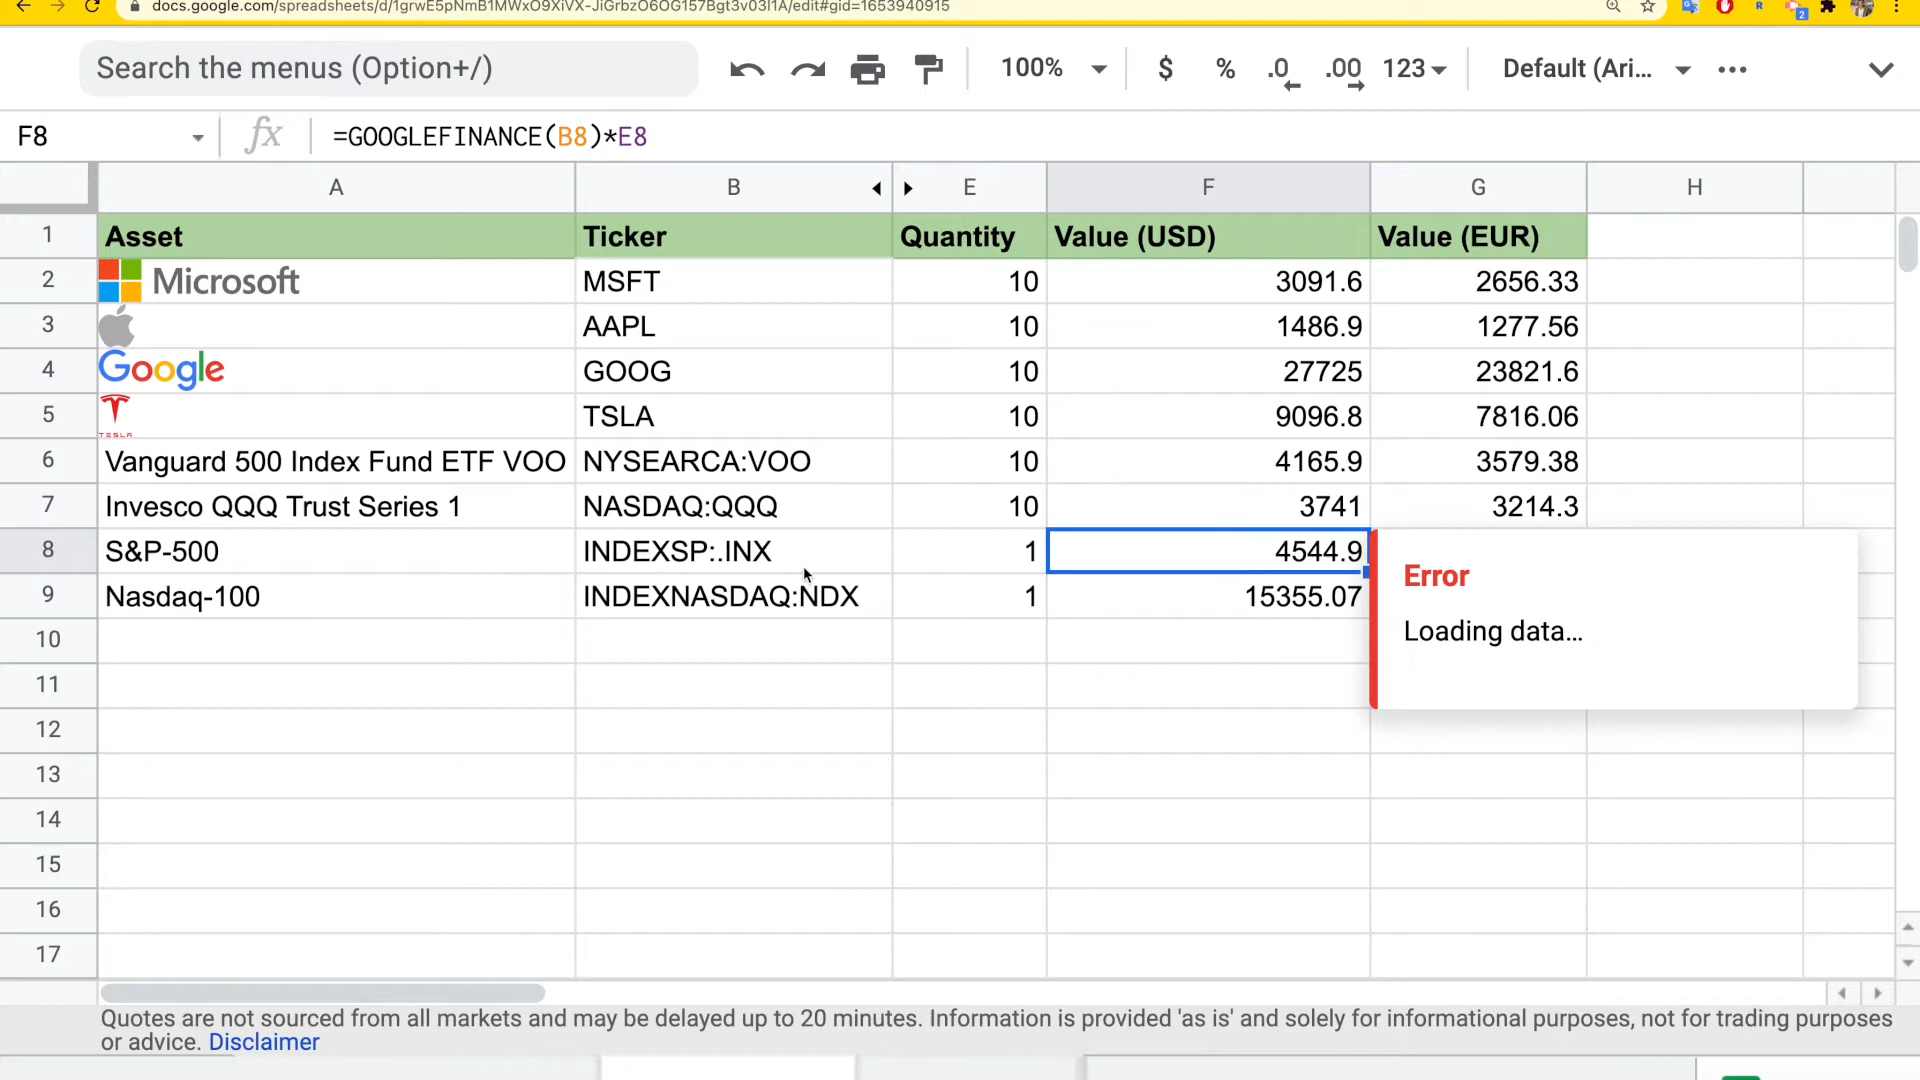 docs.google.com/spreadsheets/d/1grwE5pNmB1MWxO9XiVX-JiGrbzO6OG157Bgt3v03I1A/edit#gid=1653940915
2
Search the menus (Option+/)
100% $ % .0 .00 123 Default (Ari... ...
F8 fx =GOOGLEFINANCE(B8)*E8
A B E F G H
1 Asset Ticker Quantity Value (USD) Value (EUR)
2 Microsoft MSFT 10 3091.6 2656.33
3 AAPL 10 1486.9 1277.56
4 Google GOOG 10 27725 23821.6
5 TESLA TSLA 10 9096.8 7816.06
6 Vanguard 500 Index Fund ETF VOO NYSEARCA:VOO 10 4165.9 3579.38
7 Invesco QQQ Trust Series 1 NASDAQ:QQQ 10 3741 3214.3
8 S&P-500 INDEXSP:.INX 1 4544.9
Error
9 Nasdaq-100 INDEXNASDAQ:NDX 1 15355.07
Loading data...
10
11
12
13
14
15
16
17
Quotes are not sourced from all markets and may be delayed up to 20 minutes. Information is provided 'as is' and solely for informational purposes, not for trading purposes
or advice. Disclaimer